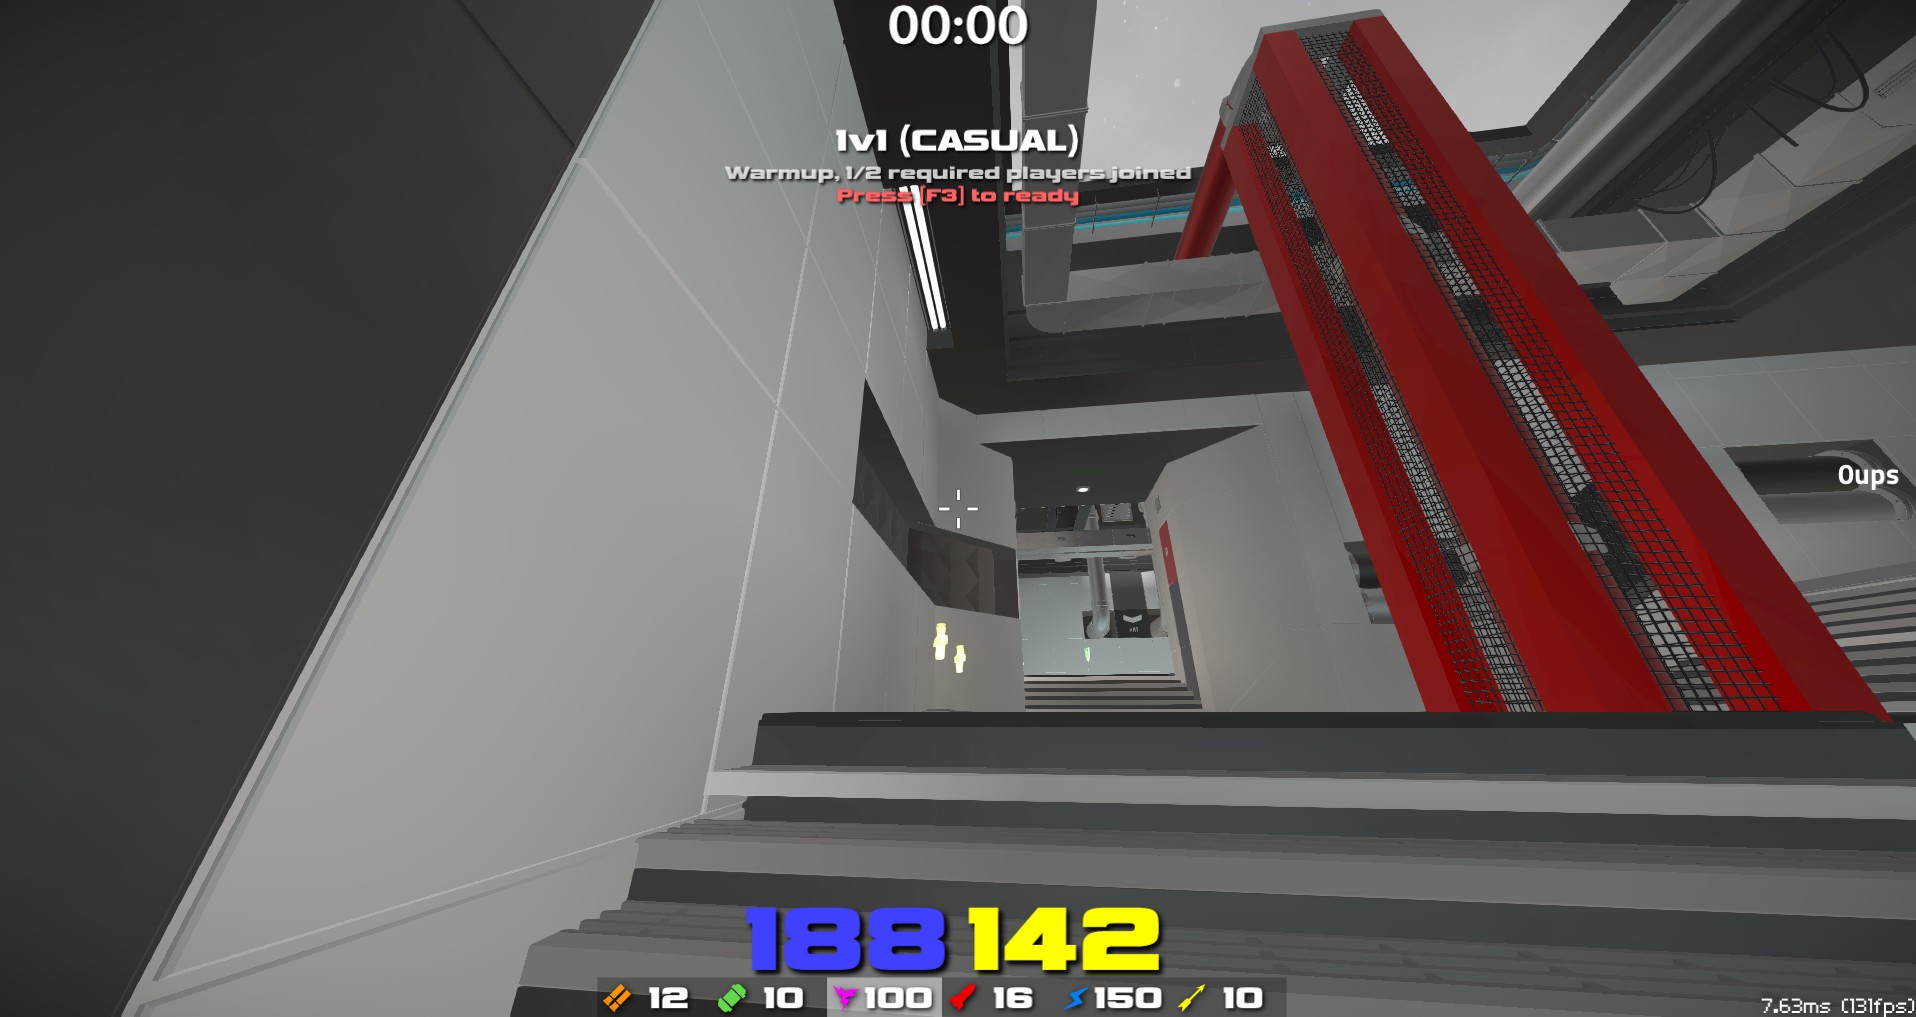 00:00
1v1 (CASUAL)
Warmup, 1/2 required players joined
Press [F3] to ready
Oups
188 142
12 10 100 16 150 10
7.63ms (131fps)